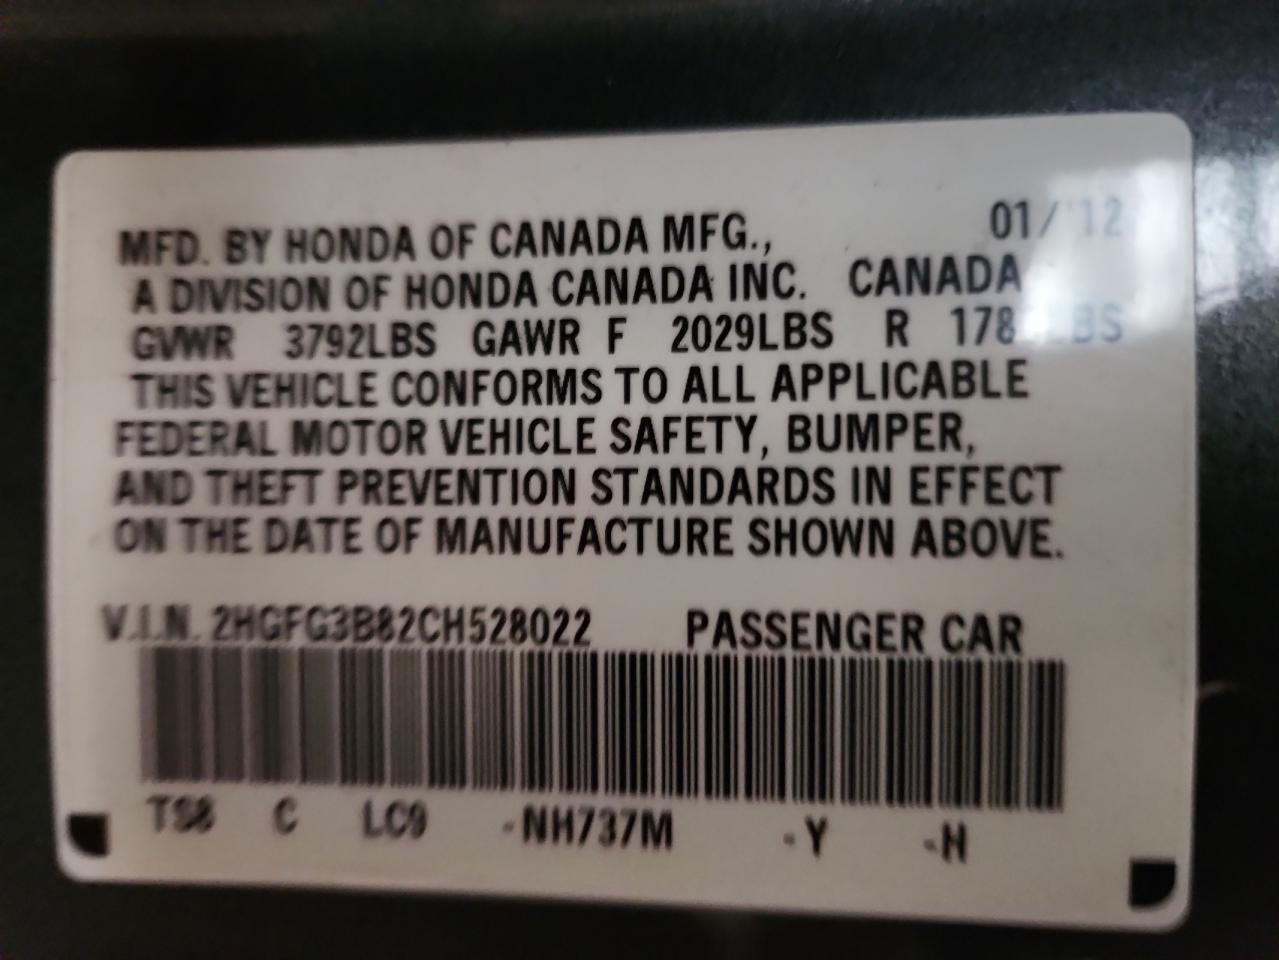 01/'12
MFD. BY HONDA OF CANADA MFG.,
A DIVISION OF HONDA CANADA INC. CANADA
GVWR 3792LBS GAWR F 2029LBS R
THIS VEHICLE CONFORMS TO ALL APPLICABLE
FEDERAL MOTOR VEHICLE SAFETY, BUMPER,
AND THEFT PREVENTION STANDARDS IN EFFECT
ON THE DATE OF MANUFACTURE SHOWN ABOVE.
V.I.N. 2HGFG3B82CH528022 PASSENGER CAR
TS8 C LC9 -NH737M -Y -H